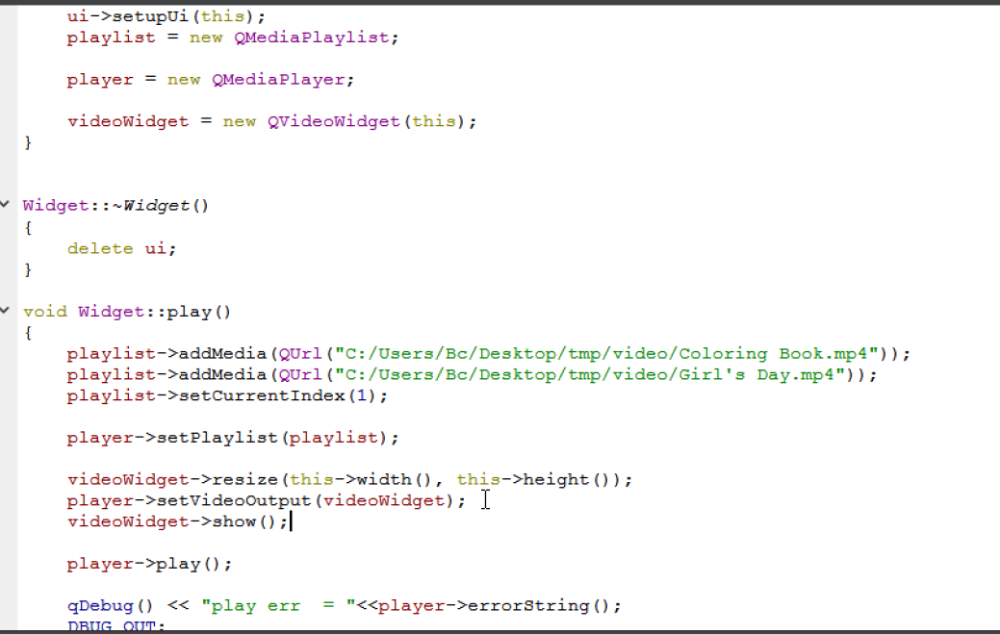 ui->setupUi(this);
playlist = new QMediaPlaylist;
player = new QMediaPlayer;
videoWidget = new QVideoWidget(this);
}
Widget::~Widget()
{
delete ui;
}
void Widget::play()
{
playlist->addMedia(QUrl("C:/Users/Bc/Desktop/tmp/video/Coloring Book.mp4"));
playlist->addMedia(QUrl("C:/Users/Bc/Desktop/tmp/video/Girl's Day.mp4"));
playlist->setCurrentIndex(1);
player->setPlaylist(playlist);
videoWidget->resize(this->width(), this->height());
player->setVideoOutput(videoWidget);
videoWidget->show();
player->play();
qDebug() << "play err  = "<<player->errorString();
DBUG_OUT;